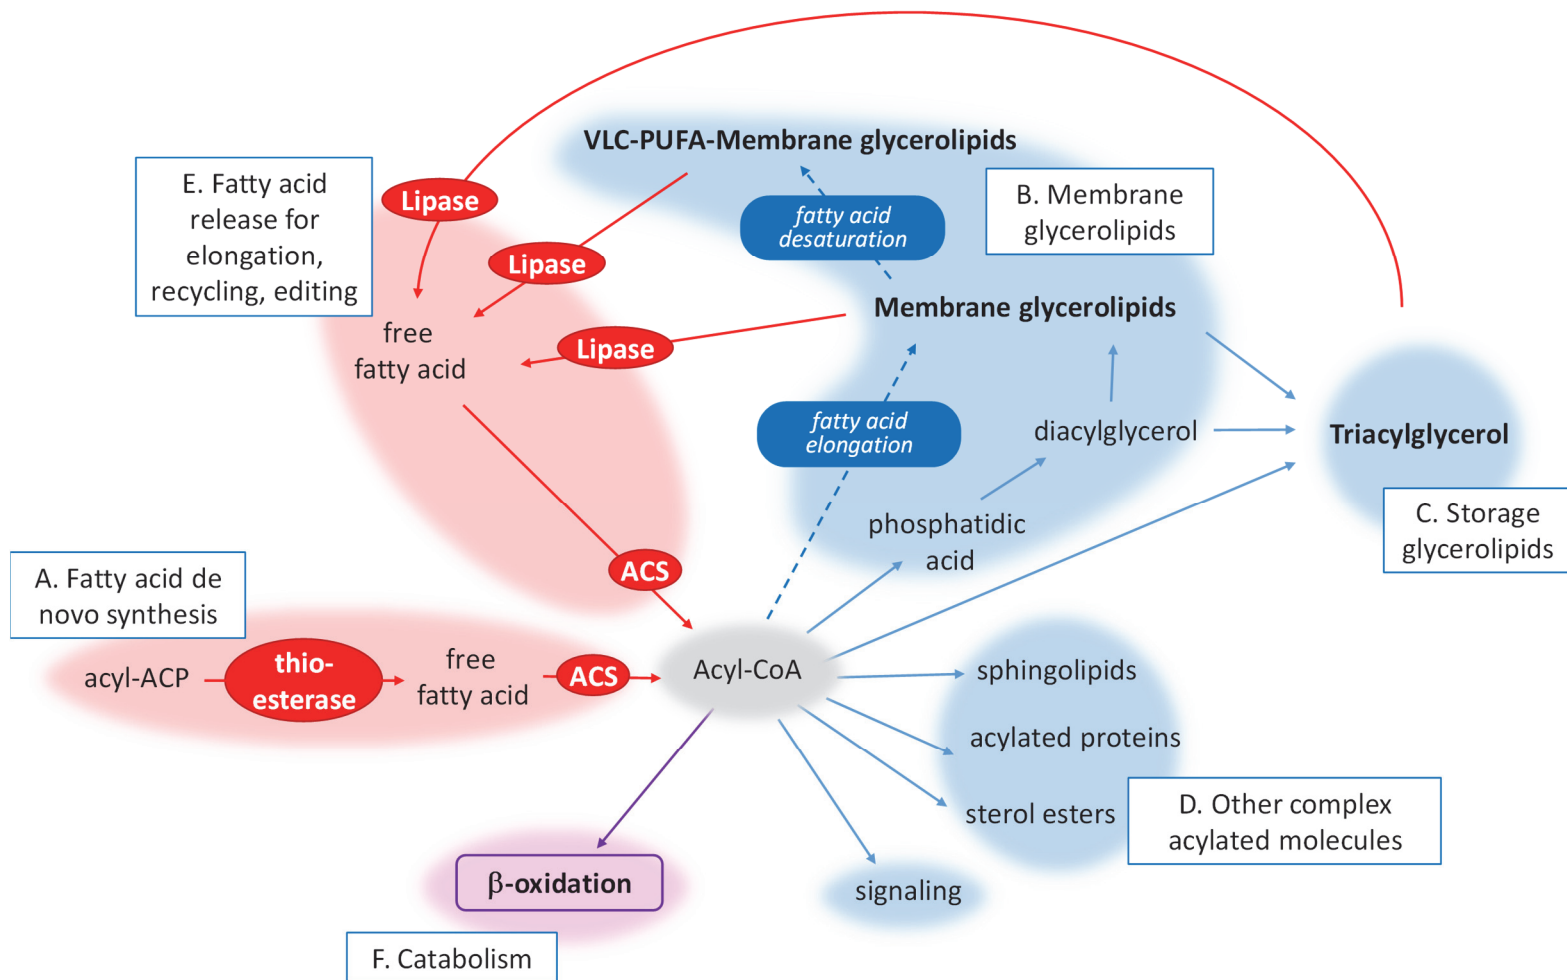 VLC-PUFA-Membrane glycerolipids
E. Fatty acid
release for
elongation,
recycling, editing
Lipase
B. Membrane
glycerolipids
fatty acid
desaturation
Lipase
Membrane glycerolipids
free
fatty acid
Lipase
fatty acid
elongation
diacylglycerol
Triacylglycerol
phosphatidic
acid
C. Storage
glycerolipids
ACS
A. Fatty acid de
novo synthesis
acyl-ACP
thio-
esterase
free
fatty acid
ACS
Acyl-CoA
sphingolipids
acylated proteins
sterol esters
D. Other complex
acylated molecules
β-oxidation
signaling
F. Catabolism